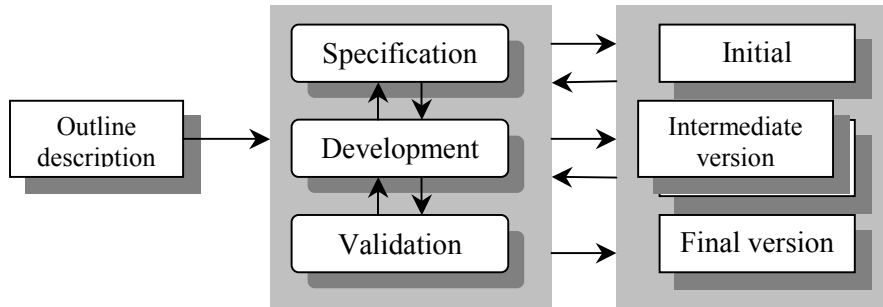 Outline
description
Specification
Development
Validation
Initial
Intermediate
version
Final version